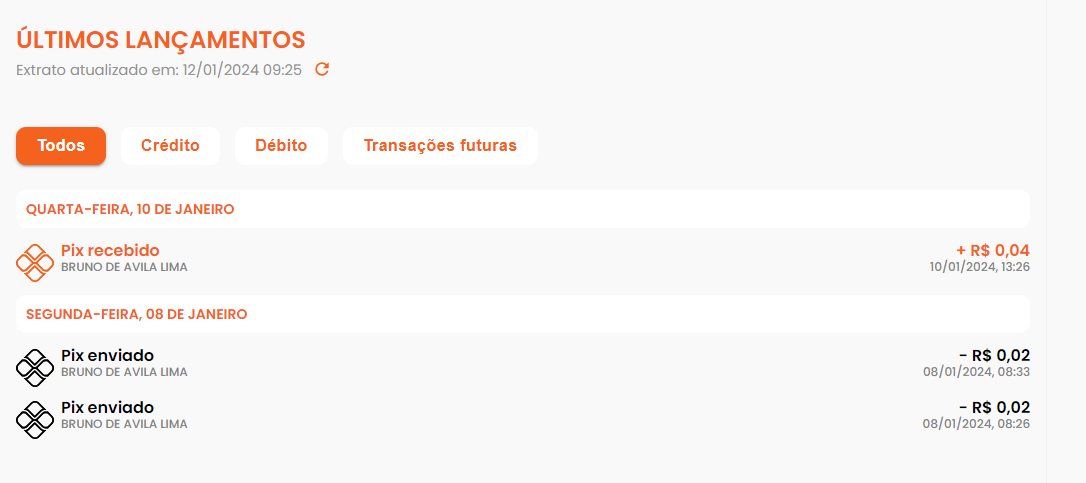 ÚLTIMOS LANÇAMENTOS
Extrato atualizado em: 12/01/2024 09:25
Todos Crédito Débito Transações futuras
QUARTA-FEIRA, 10 DE JANEIRO
Pix recebido + R$ 0,04
BRUNO DE AVILA LIMA 10/01/2024, 13:26
SEGUNDA-FEIRA, 08 DE JANEIRO
Pix enviado - R$ 0,02
BRUNO DE AVILA LIMA 08/01/2024, 08:33
Pix enviado - R$ 0,02
BRUNO DE AVILA LIMA 08/01/2024, 08:26